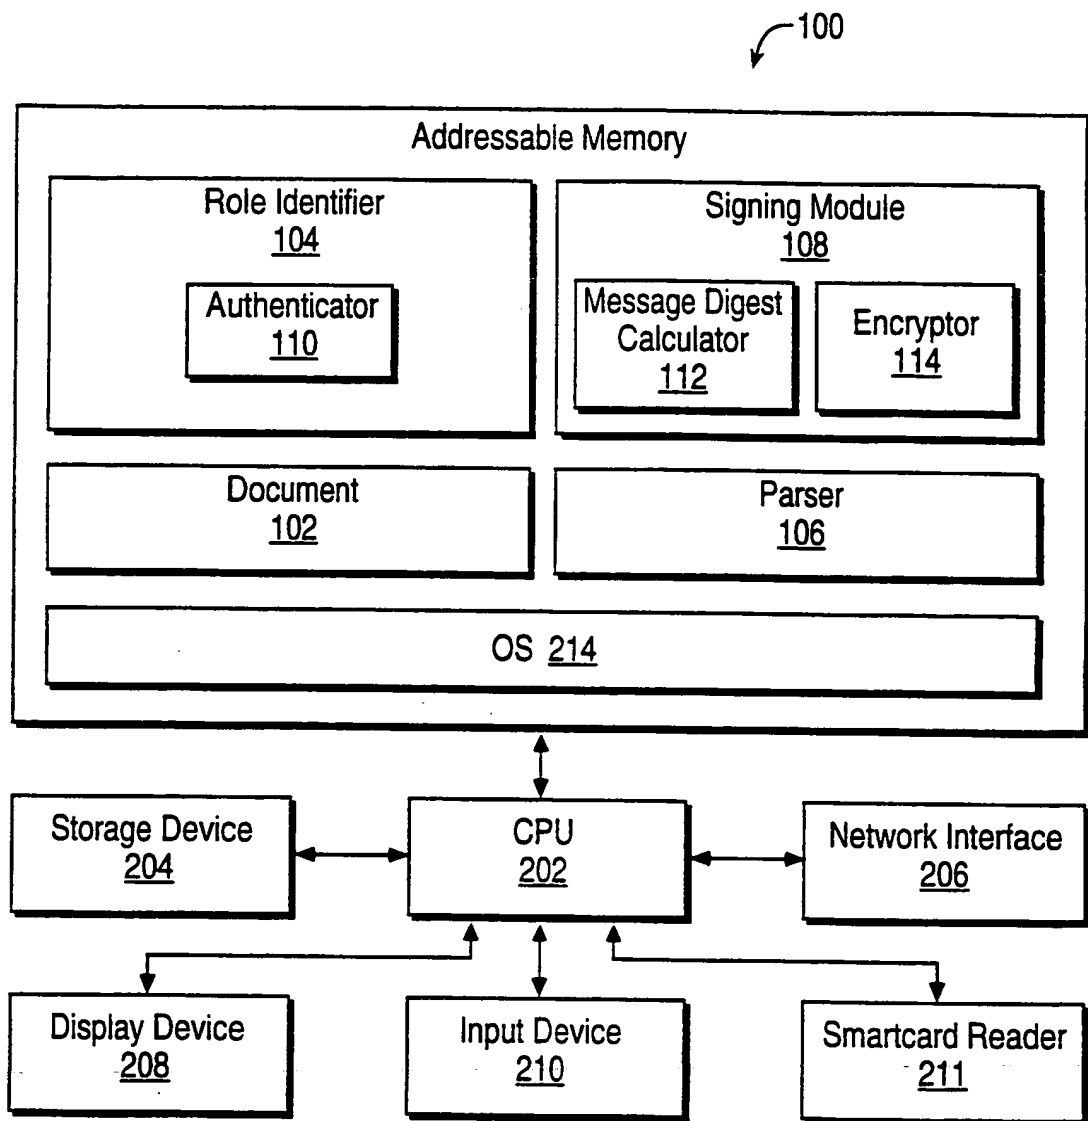 100
Addressable Memory
Role Identifier
104
Authenticator
110
Signing Module
108
Message Digest
Calculator
112
Encryptor
114
Document
102
Parser
106
OS 214
Storage Device
204
CPU
202
Network Interface
206
Display Device
208
Input Device
210
Smartcard Reader
211